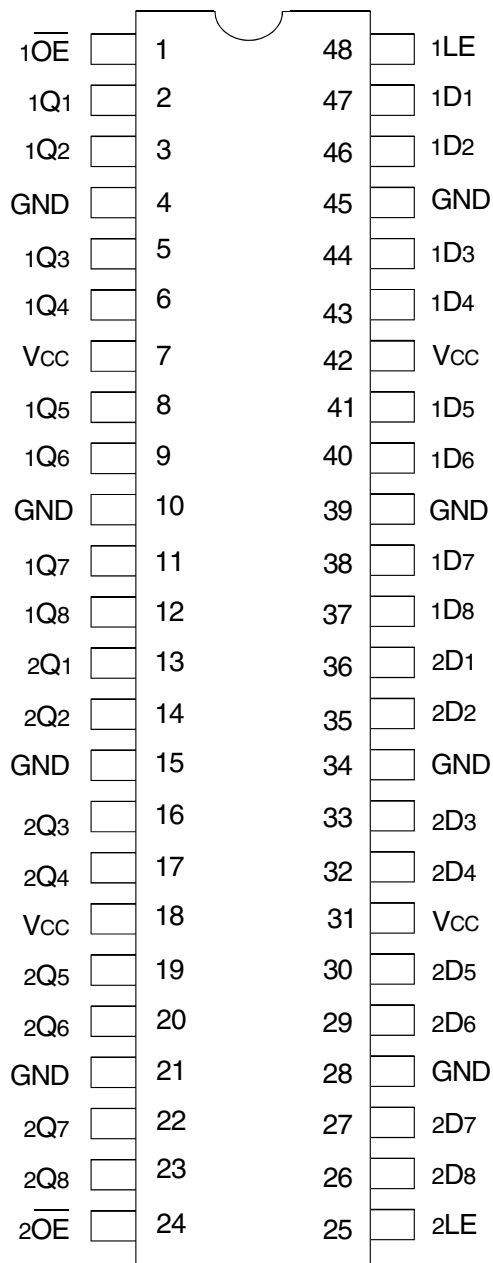 1O̅E̅ 1 48 1LE
1Q1 2 47 1D1
1Q2 3 46 1D2
GND 4 45 GND
1Q3 5 44 1D3
1Q4 6 43 1D4
VCC 7 42 VCC
1Q5 8 41 1D5
1Q6 9 40 1D6
GND 10 39 GND
1Q7 11 38 1D7
1Q8 12 37 1D8
2Q1 13 36 2D1
2Q2 14 35 2D2
GND 15 34 GND
2Q3 16 33 2D3
2Q4 17 32 2D4
VCC 18 31 VCC
2Q5 19 30 2D5
2Q6 20 29 2D6
GND 21 28 GND
2Q7 22 27 2D7
2Q8 23 26 2D8
2O̅E̅ 24 25 2LE